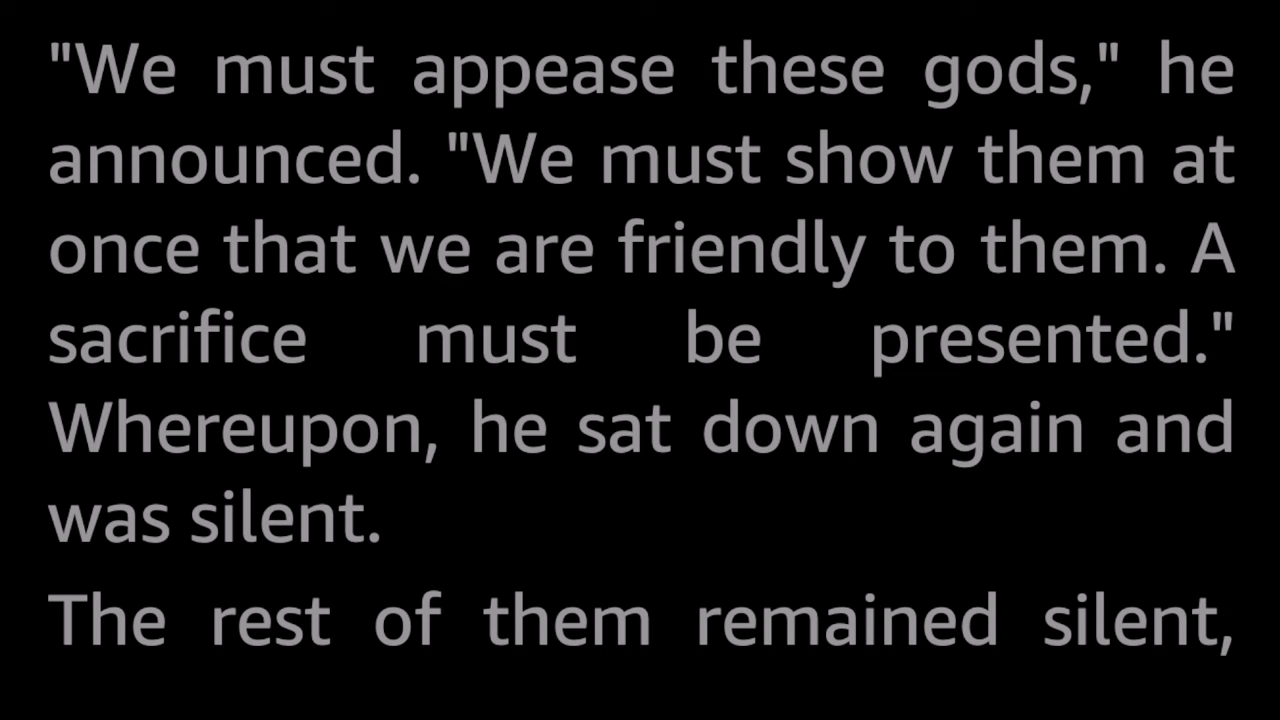 "We must appease these gods," he
announced. "We must show them at
once that we are friendly to them. A
sacrifice must be presented."
Whereupon, he sat down again and
was silent.
The rest of them remained silent,